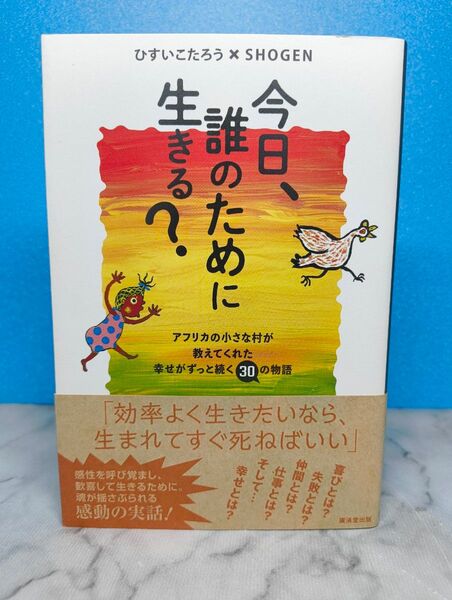 ひすいこたろう×SHOGEN
今日、
誰のために
生きる?
アフリカの小さな村が
教えてくれた
幸せがずっと続く30の物語
「効率よく生きたいなら、
生まれてすぐ死ねばいい」
感性を呼び覚まし、
歓喜して生きるために。
魂が揺さぶられる
感動の実話!
喜びとは?
失敗とは?
仲間とは?
仕事とは?
そして…
幸せとは?
廣済堂出版